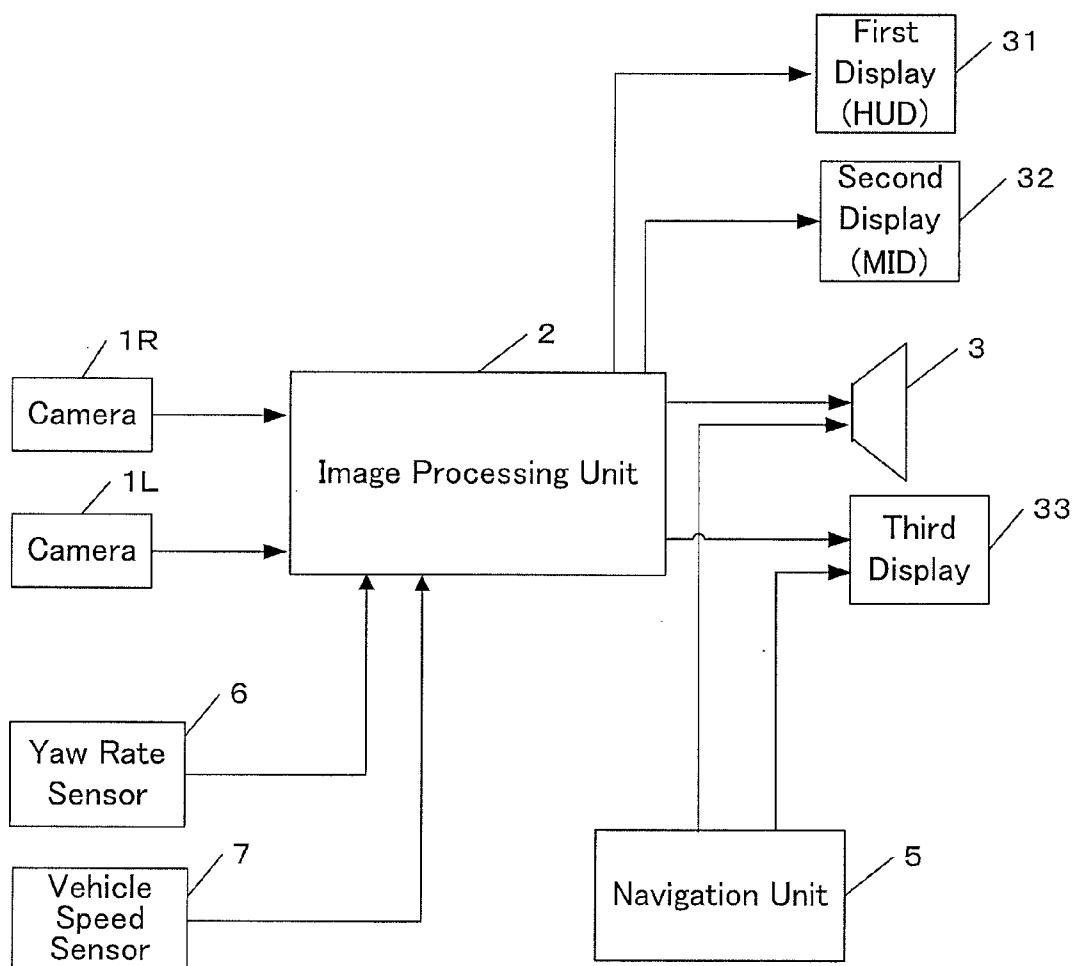 First
Display
(HUD)
31
Second
Display
(MID)
32
1R
Camera
2
Image Processing Unit
3
1L
Camera
Third
Display
33
6
Yaw Rate
Sensor
7
Vehicle
Speed
Sensor
Navigation Unit
5